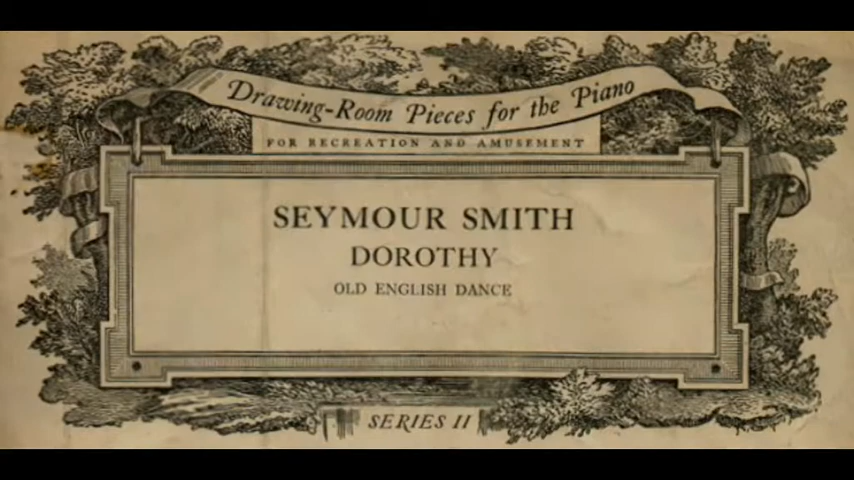 Drawing-Room Pieces for the Piano
FOR RECREATION AND AMUSEMENT
SEYMOUR SMITH
DOROTHY
OLD ENGLISH DANCE
SERIES II